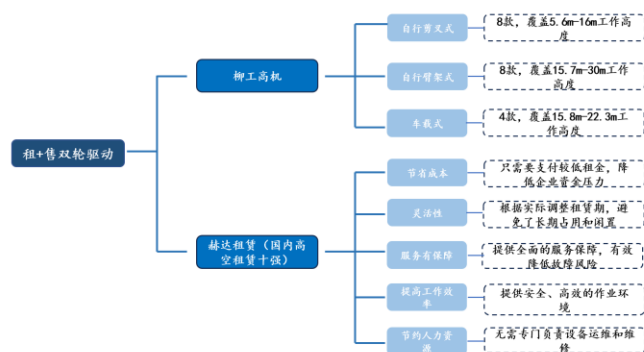 租+售双轮驱动
柳工高机
自行剪叉式
8款，覆盖5.6m-16m工作高
度
自行臂架式
8款，覆盖15.7m-30m工作
高度
车载式
4款，覆盖15.8m-22.3m工
作高度
赫达租赁（国内高
空租赁十强）
节省成本
只需要支付较低租金，降
低企业资金压力
灵活性
根据实际调整租赁期，避
免了长期占用和闲置
服务有保障
提供全面的服务保障，有效
降低故障风险
提高工作效
率
提供安全、高效的作业环
境
节约人力资
源
无需专门负责设备运维和维
修